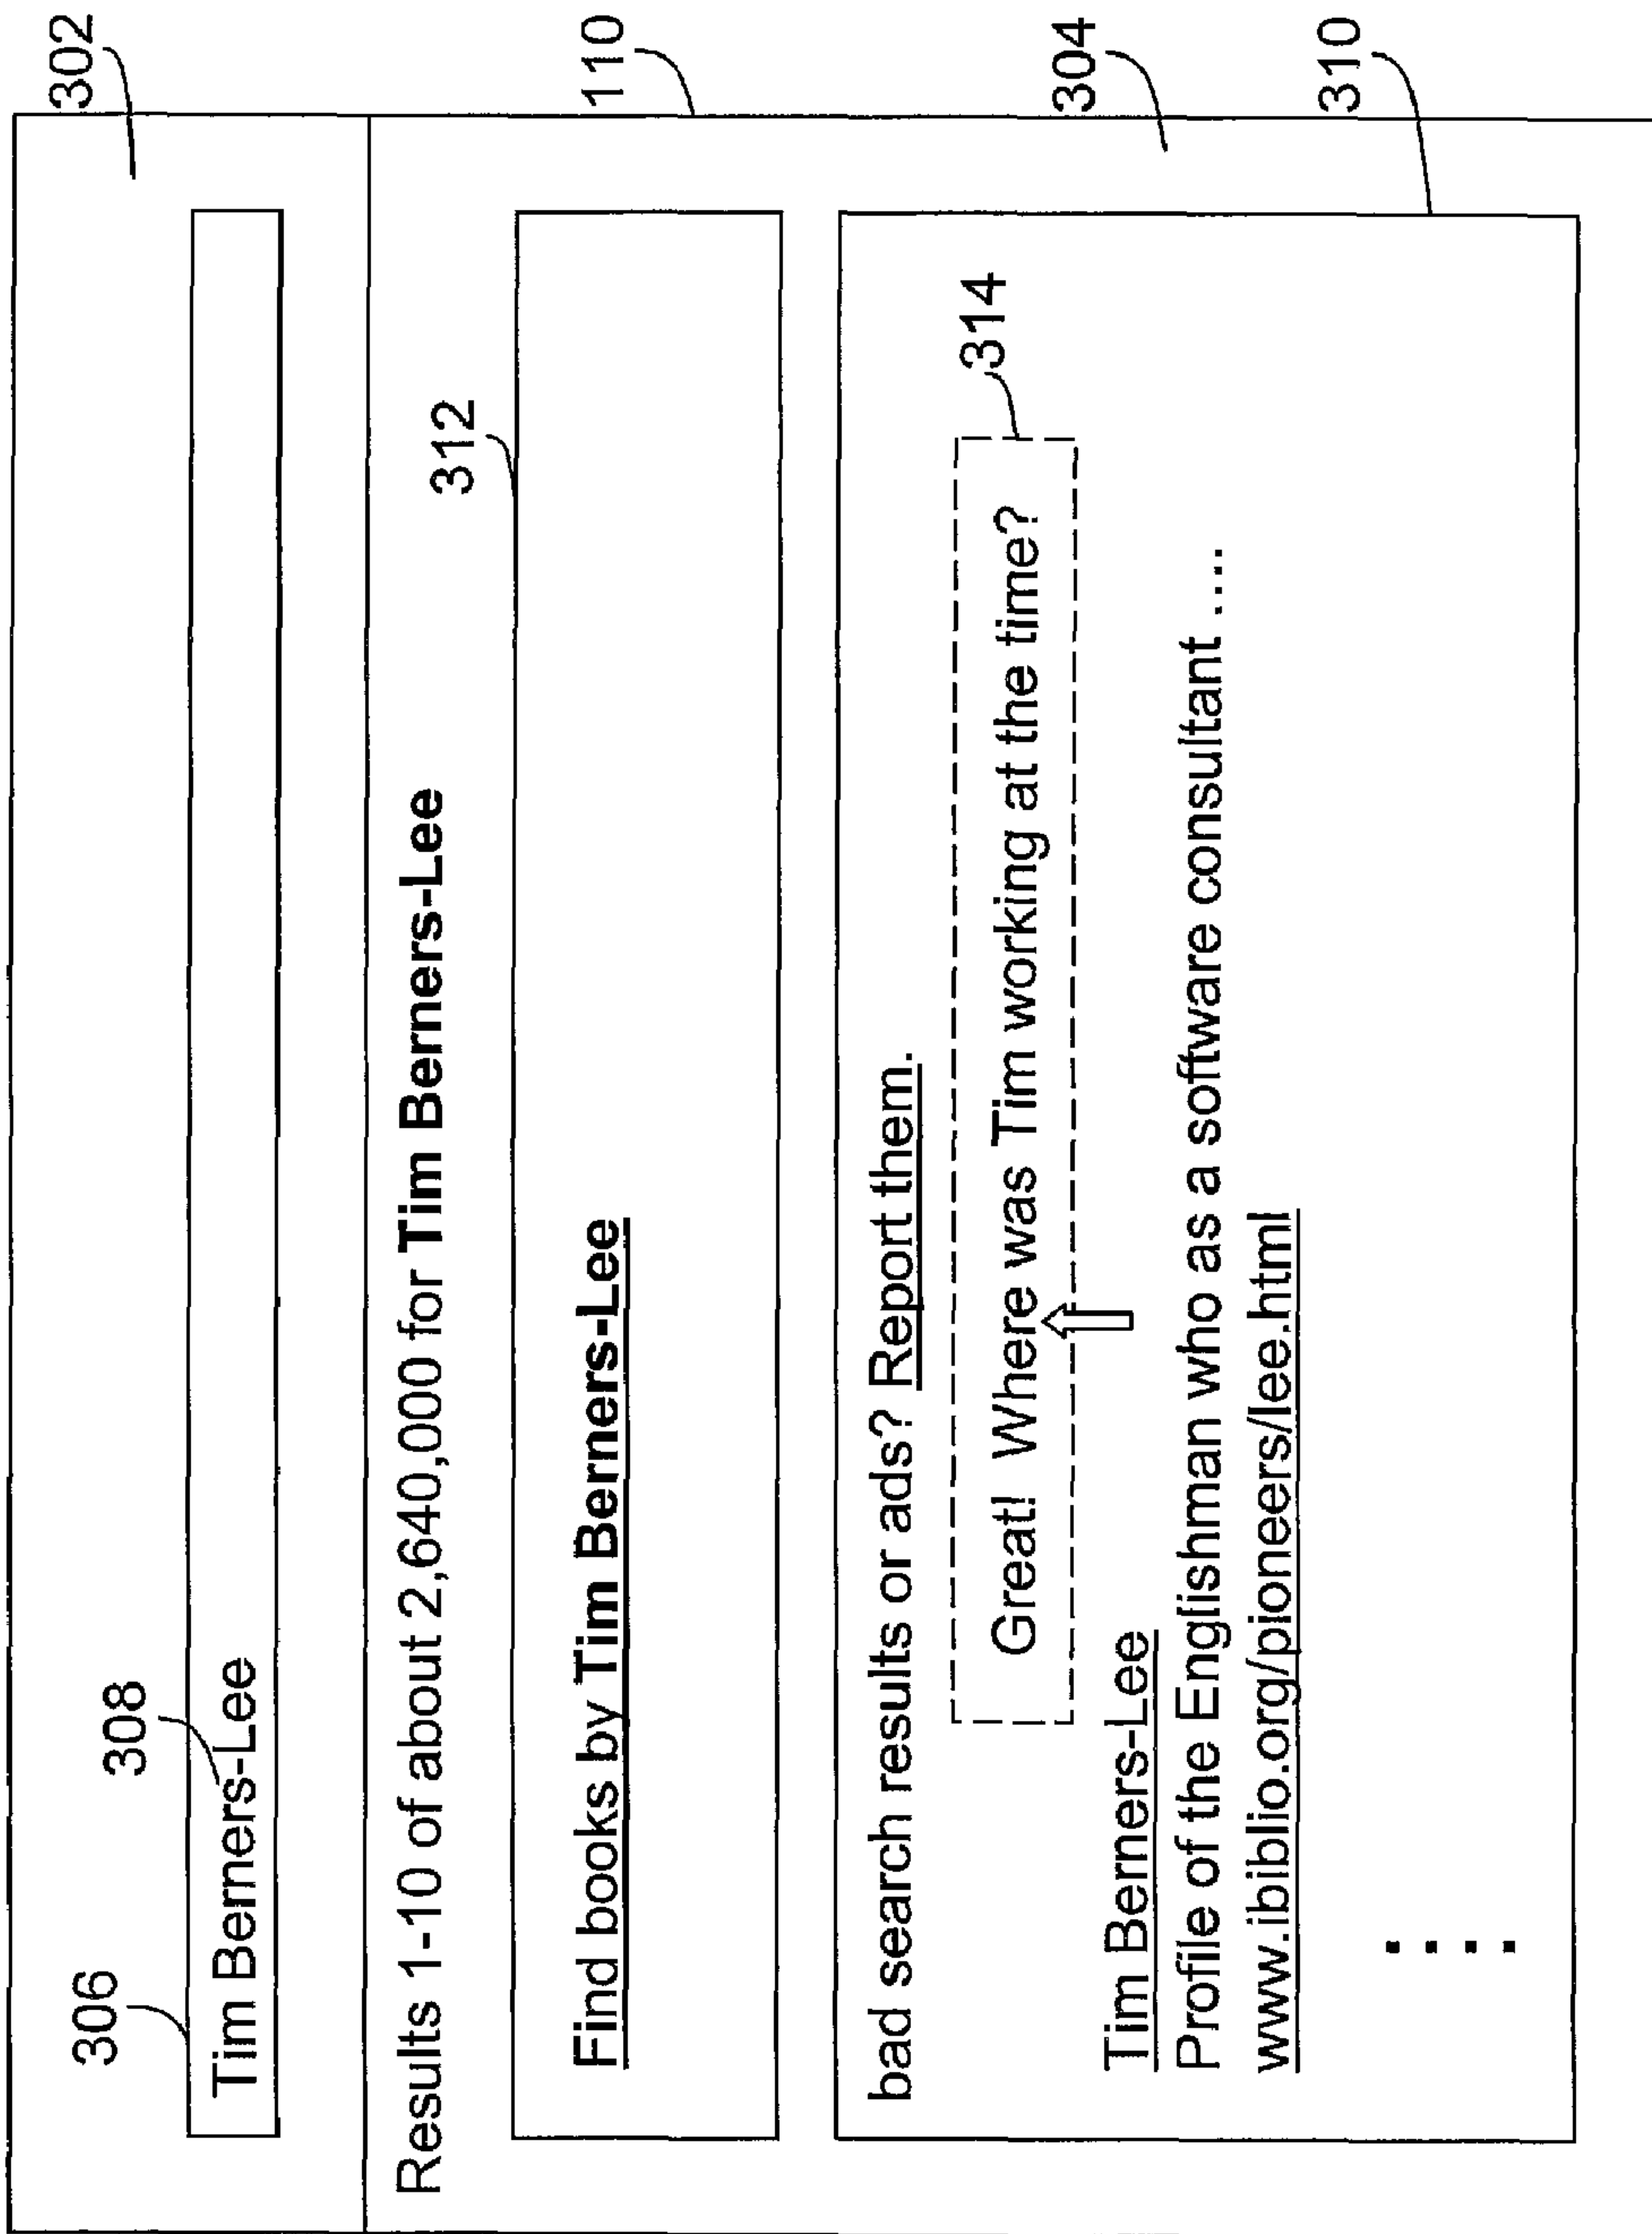 302
306
308
Tim Berners-Lee
Results 1-10 of about 2,640,000 for Tim Berners-Lee
312
110
Find books by Tim Berners-Lee
bad search results or ads? Report them.
314
Great! Where was Tim working at the time?
304
Tim Berners-Lee
Profile of the Englishman who as a software consultant ....
www.ibiblio.org/pioneers/lee.html
310